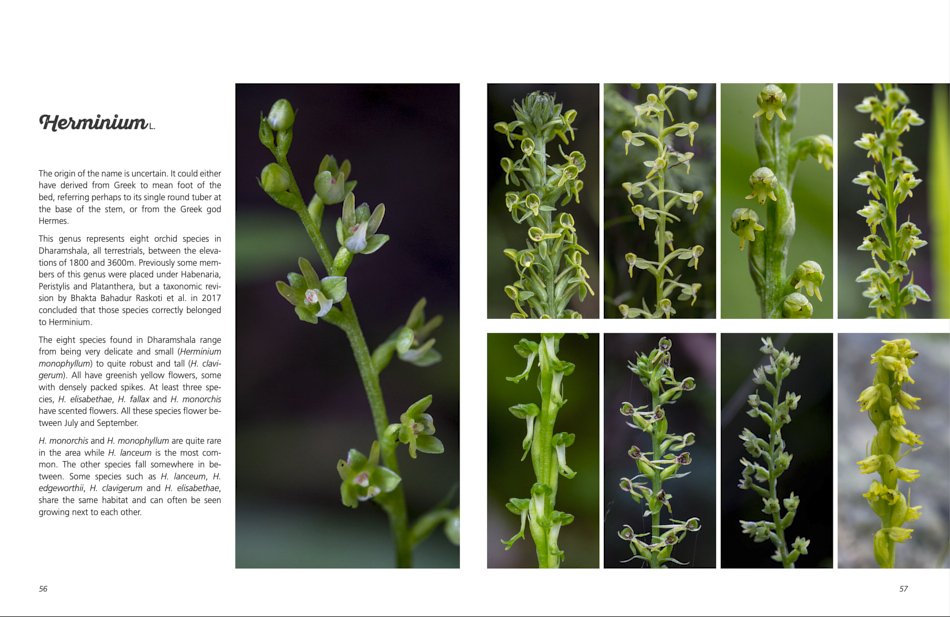 Herminium L.
The origin of the name is uncertain. It could either
have derived from Greek to mean foot of the
bed, referring perhaps to its single round tuber at
the base of the stem, or from the Greek god
Hermes.
This genus represents eight orchid species in
Dharamshala, all terrestrials, between the eleva-
tions of 1800 and 3600m. Previously some mem-
bers of this genus were placed under Habenaria,
Peristylis and Platanthera, but a taxonomic revi-
sion by Bhakta Bahadur Raskoti et al. in 2017
concluded that those species correctly belonged
to Herminium.
The eight species found in Dharamshala range
from being very delicate and small (Herminium
monophyllum) to quite robust and tall (H. clavi-
gerum). All have greenish yellow flowers, some
with densely packed spikes. At least three spe-
cies, H. elisabethae, H. fallax and H. monorchis
have scented flowers. All these species flower be-
tween July and September.
H. monorchis and H. monophyllum are quite rare
in the area while H. lanceum is the most com-
mon. The other species fall somewhere in be-
tween. Some species such as H. lanceum, H.
edgeworthii, H. clavigerum and H. elisabethae,
share the same habitat and can often be seen
growing next to each other.
56
57